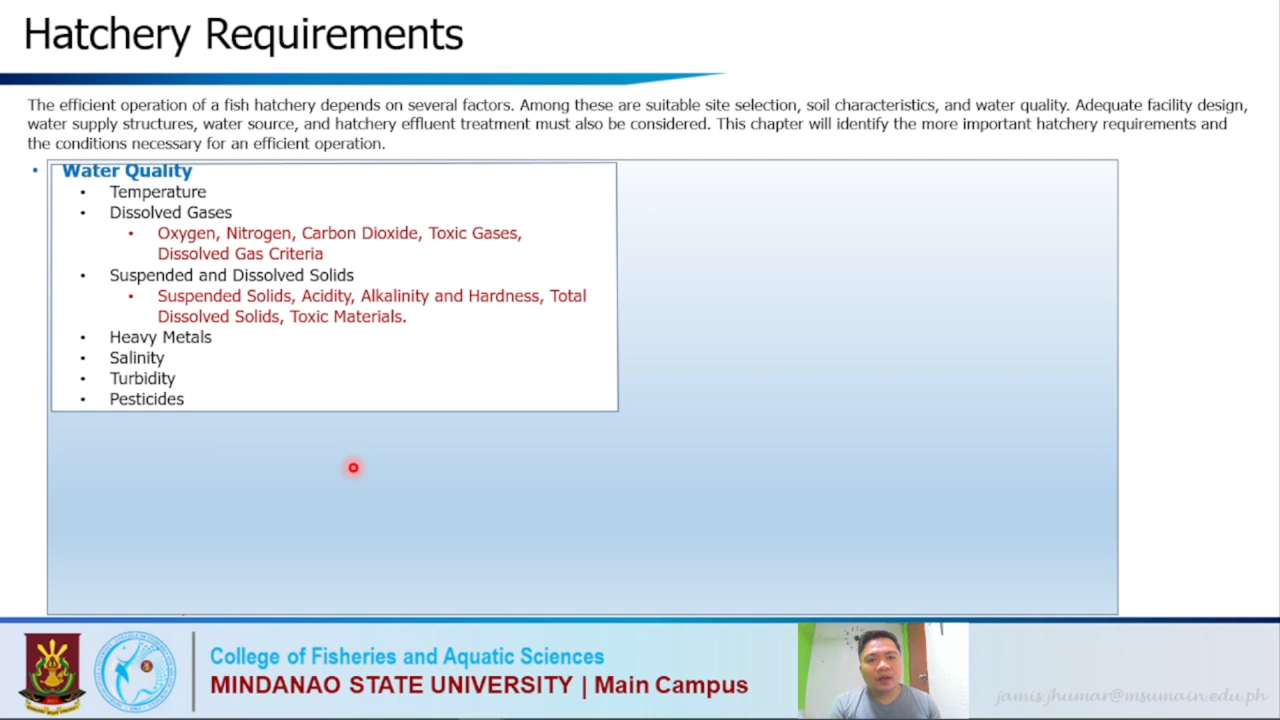 Hatchery Requirements
The efficient operation of a fish hatchery depends on several factors. Among these are suitable site selection, soil characteristics, and water quality. Adequate facility design,
water supply structures, water source, and hatchery effluent treatment must also be considered. This chapter will identify the more important hatchery requirements and
the conditions necessary for an efficient operation.
• Water Quality
• Temperature
• Dissolved Gases
• Oxygen, Nitrogen, Carbon Dioxide, Toxic Gases,
Dissolved Gas Criteria
• Suspended and Dissolved Solids
• Suspended Solids, Acidity, Alkalinity and Hardness, Total
Dissolved Solids, Toxic Materials.
• Heavy Metals
• Salinity
• Turbidity
• Pesticides
College of Fisheries and Aquatic Sciences
MINDANAO STATE UNIVERSITY | Main Campus
jamis.jhumar@msumain.edu.ph